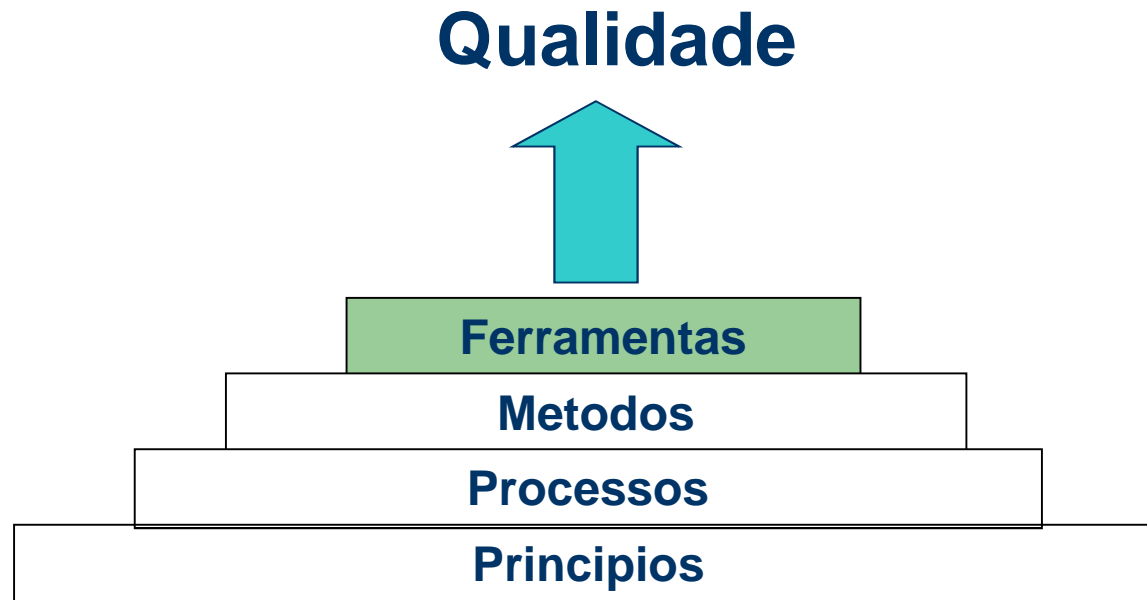 Qualidade
Ferramentas
Metodos
Processos
Principios